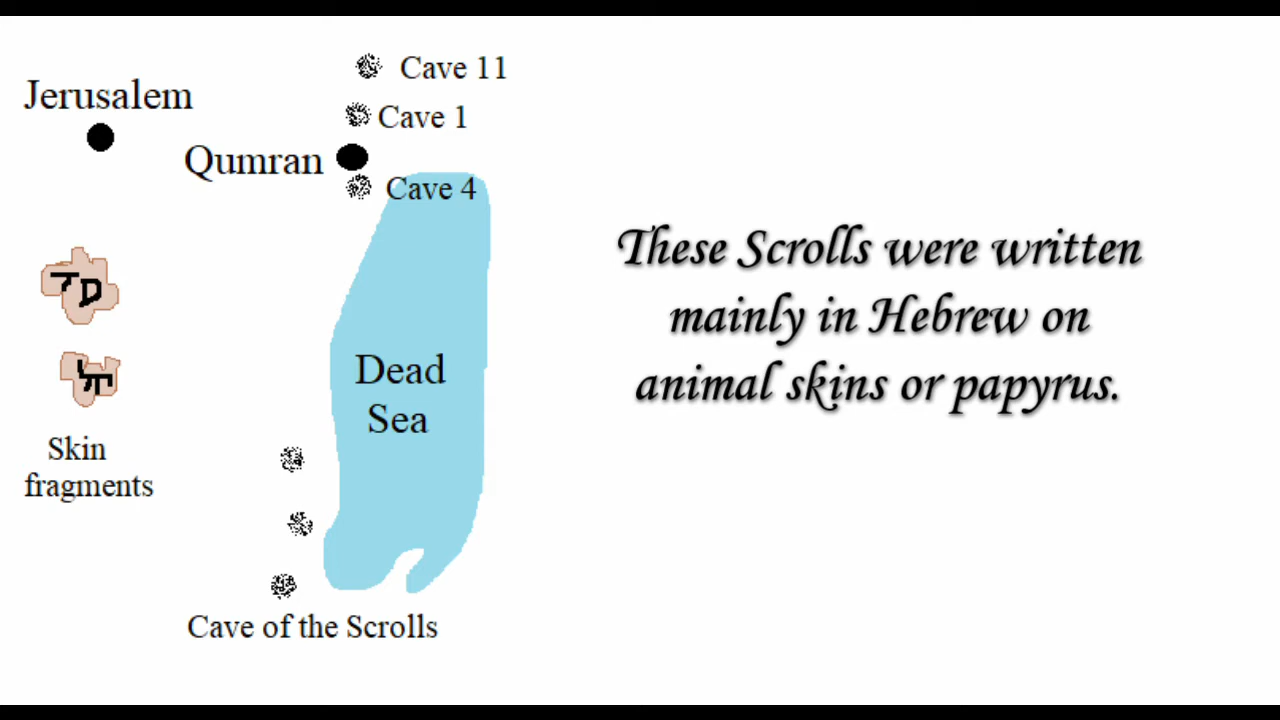 Cave 11
Jerusalem
Cave 1
Qumran
Cave 4
These Scrolls were written
mainly in Hebrew on
animal skins or papyrus.
Dead
Sea
Skin
fragments
Cave of the Scrolls